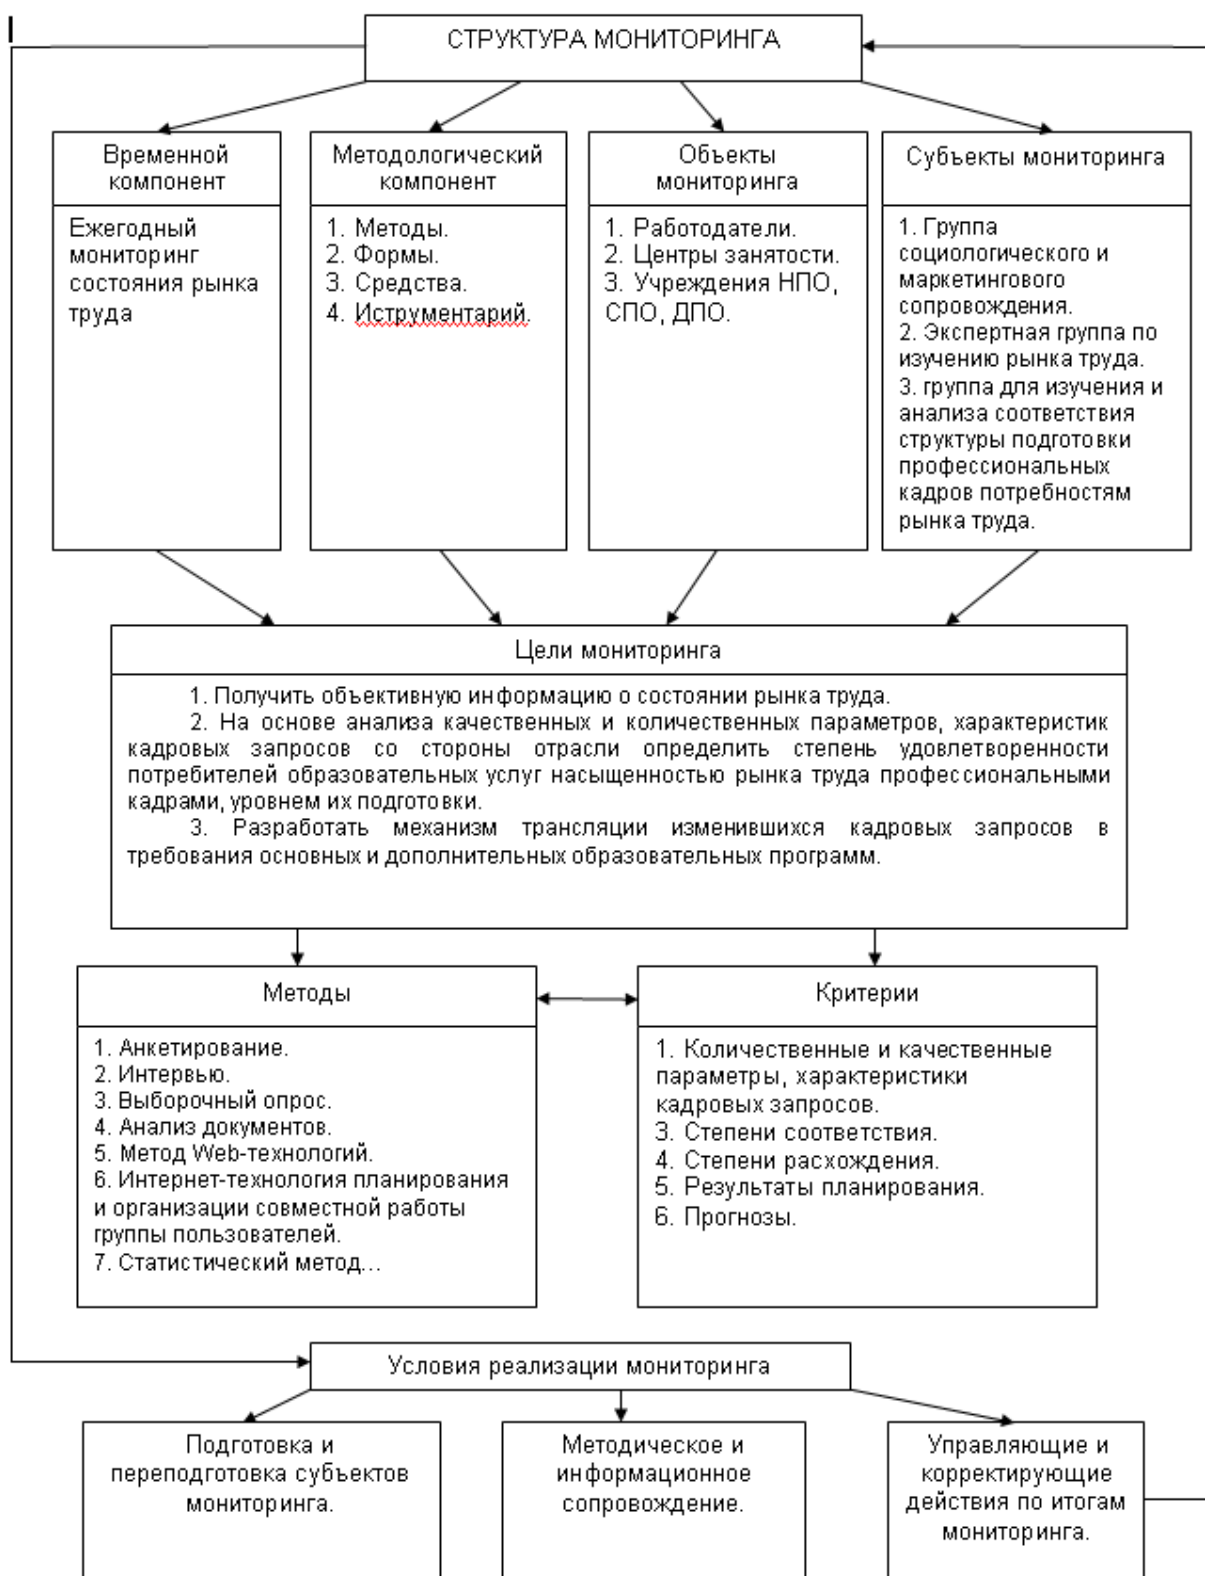 СТРУКТУРА МОНИТОРИНГА
Временной
компонент
Ежегодный
мониторинг
состояния рынка
труда
Методологический
компонент
1. Методы.
2. Формы.
3. Средства.
4. Иструментарий.
Объекты
мониторинга
1. Работодатели.
2. Центры занятости.
3. Учреждения НПО,
СПО, ДПО.
Субъекты мониторинга
1. Группа
социологического и
маркетингового
сопровождения.
2. Экспертная группа по
изучению рынка труда.
3. группа для изучения и
анализа соответствия
структуры подготовки
профессиональных
кадров потребностям
рынка труда.
Цели мониторинга
1. Получить объективную информацию о состоянии рынка труда.
2. На основе анализа качественных и количественных параметров, характеристик
кадровых запросов со стороны отрасли определить степень удовлетворенности
потребителей образовательных услуг насыщенностью рынка труда профессиональными
кадрами, уровнем их подготовки.
3. Разработать механизм трансляции изменившихся кадровых запросов в
требования основных и дополнительных образовательных программ.
Методы
1. Анкетирование.
2. Интервью.
3. Выборочный опрос.
4. Анализ документов.
5. Метод Web-технологий.
6. Интернет-технология планирования
и организации совместной работы
группы пользователей.
7. Статистический метод...
Критерии
1. Количественные и качественные
параметры, характеристики
кадровых запросов.
3. Степени соответствия.
4. Степени расхождения.
5. Результаты планирования.
6. Прогнозы.
Условия реализации мониторинга
Подготовка и
переподготовка субъектов
мониторинга.
Методическое и
информационное
сопровождение.
Управляющие и
корректирующие
действия по итогам
мониторинга.